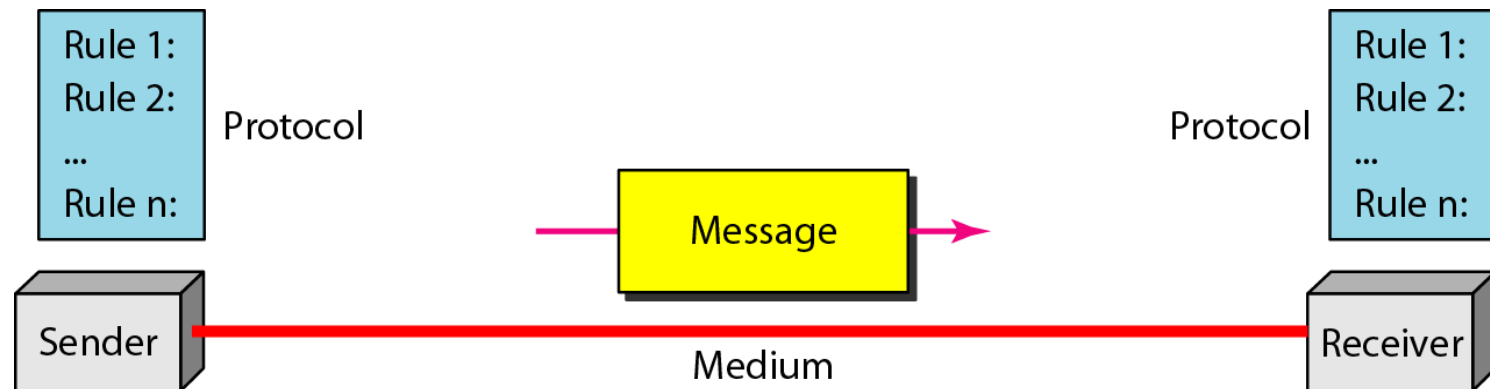 Rule 1:
Rule 2:
...
Rule n:
Protocol
Message
Protocol
Rule 1:
Rule 2:
...
Rule n:
Sender
Medium
Receiver